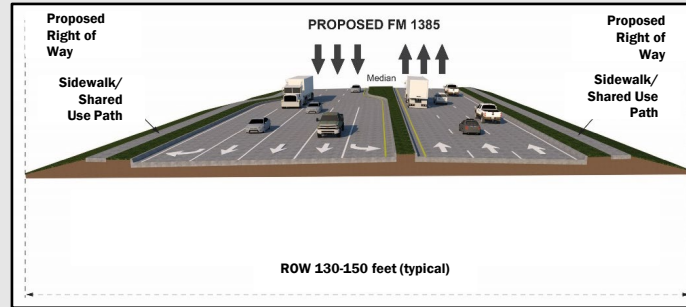 Proposed
Right of
Way
PROPOSED FM 1385
Proposed
Right of
Way
Sidewalk/
Shared
Use Path
Median
Sidewalk/
Shared Use
Path
ROW 130-150 feet (typical)